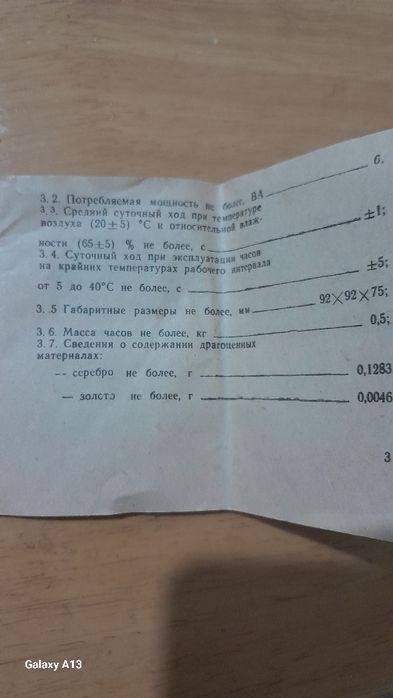 3.2. Потребляемая мощность не более, ВА 6,
3.3. Средний суточный ход при температуре
воздуха (20±5) °С и относительной влаж-
ности (65±5) % не более, с ±1;
3.4. Суточный ход при эксплуатации часов
на крайних температурах рабочего интервала
от 5 до 40°С не более, с ±5;
3..5 Габаритные размеры не более, мм 92×92×75;
3.6. Масса часов не более, кг 0,5;
3.7. Сведения о содержании драгоценных
материалах:
-- серебро не более, г 0,1283
— золото не более, г 0,0046
3
Galaxy A13